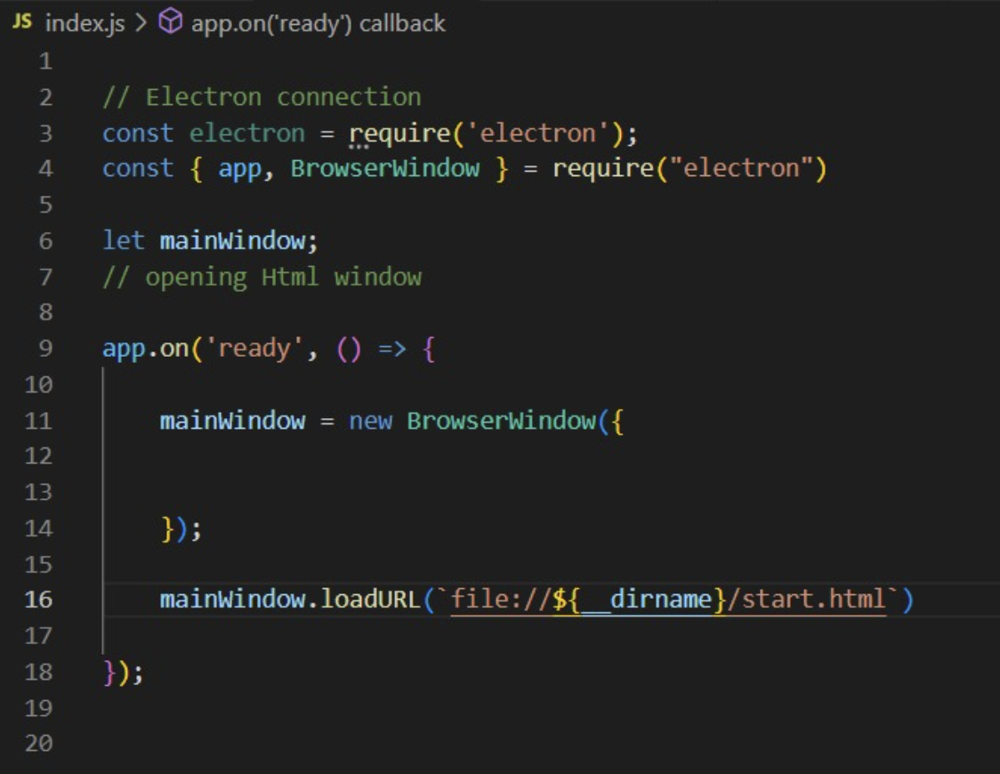 JS index.js > app.on('ready') callback
1
2 // Electron connection
3 const electron = require('electron');
4 const { app, BrowserWindow } = require("electron")
5
6 let mainWindow;
7 // opening Html window
8
9 app.on('ready', () => {
10
11     mainWindow = new BrowserWindow({
12
13
14     });
15
16     mainWindow.loadURL(`file://${__dirname}/start.html`)
17
18 });
19
20